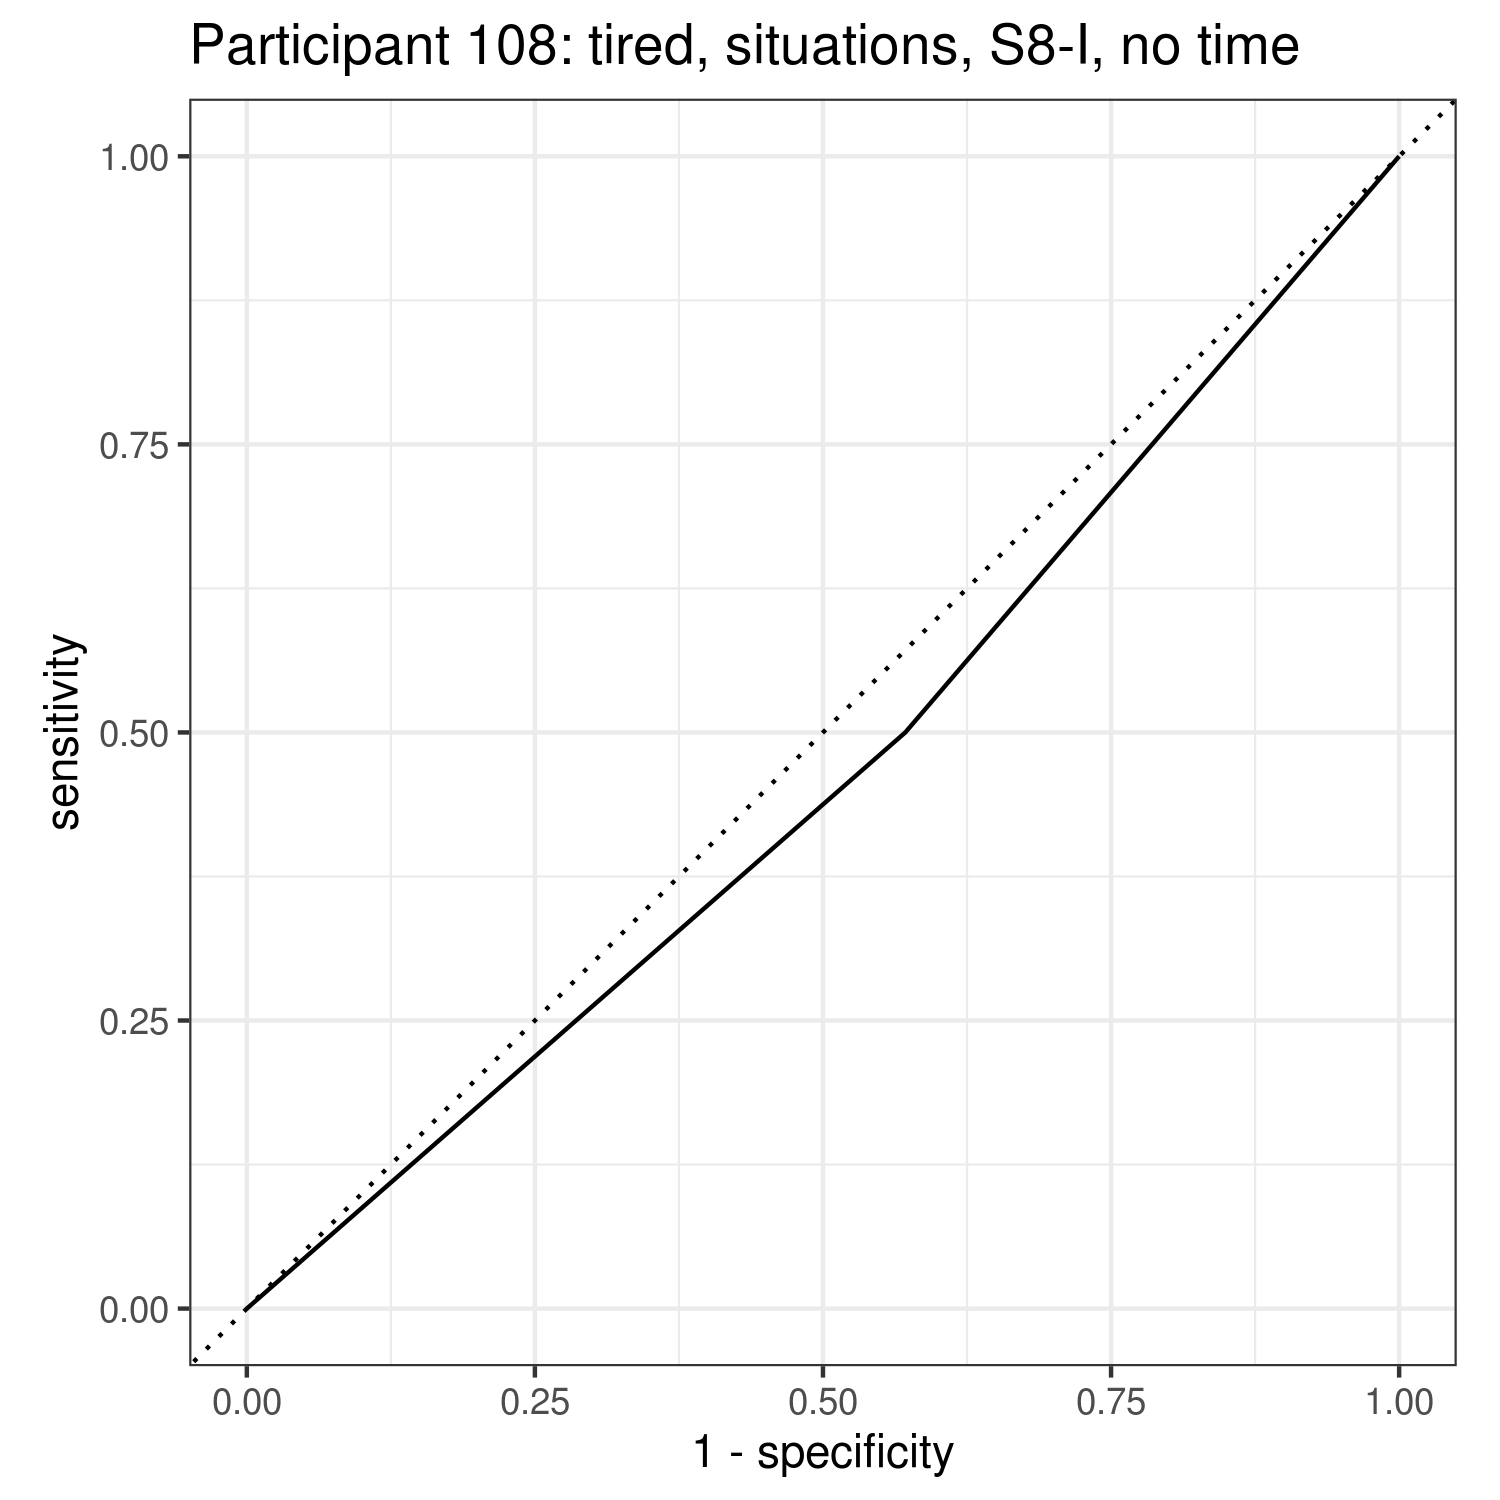 Participant 108: tired, situations, S8-I, no time
1.00
0.75
0.50
0.25
0.00
sensitivity
0.00 0.25 0.50 0.75 1.00
1 - specificity